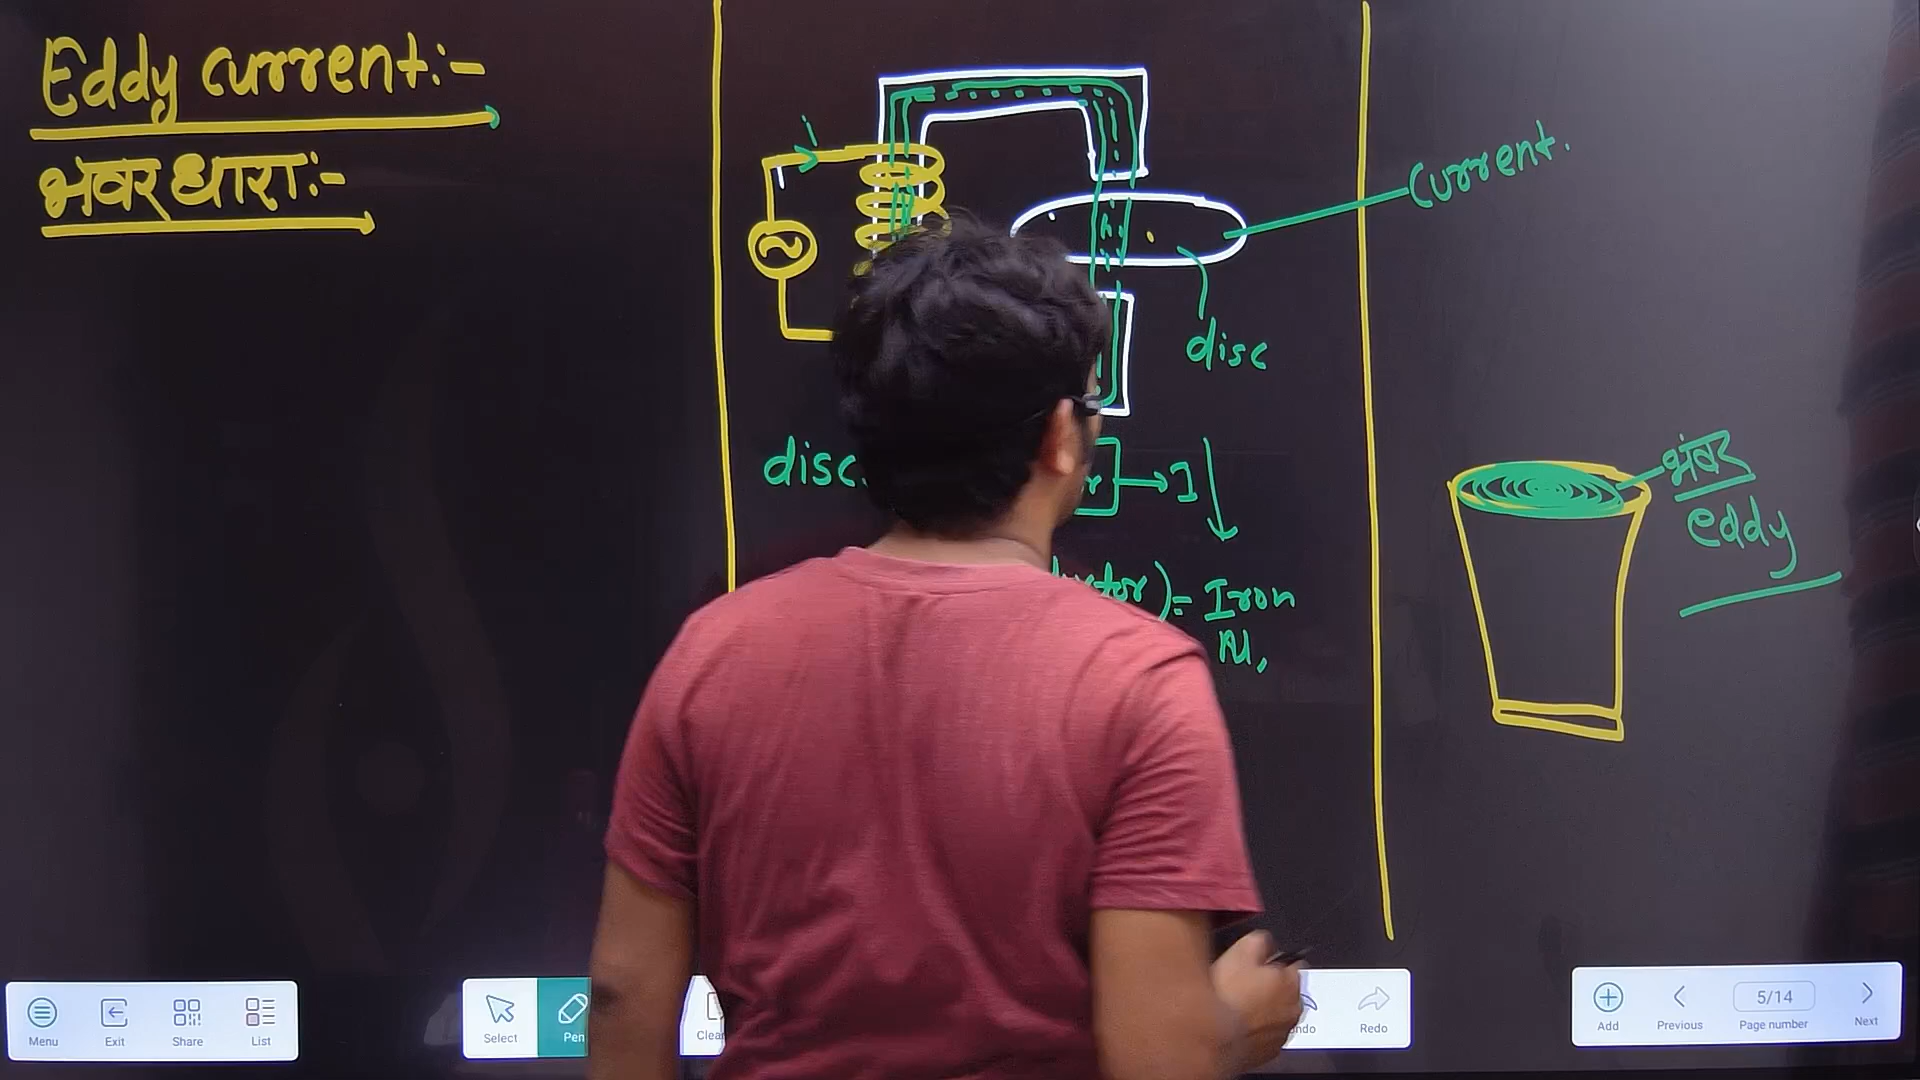 Eddy current:-
भवर धारा:-
i
Current.
disc
disc.
I
= Iron
Al,
भंवर
eddy
Menu
Exit
Share
List
Select
Pen
Redo
Add
Previous
5/14
Page number
Next